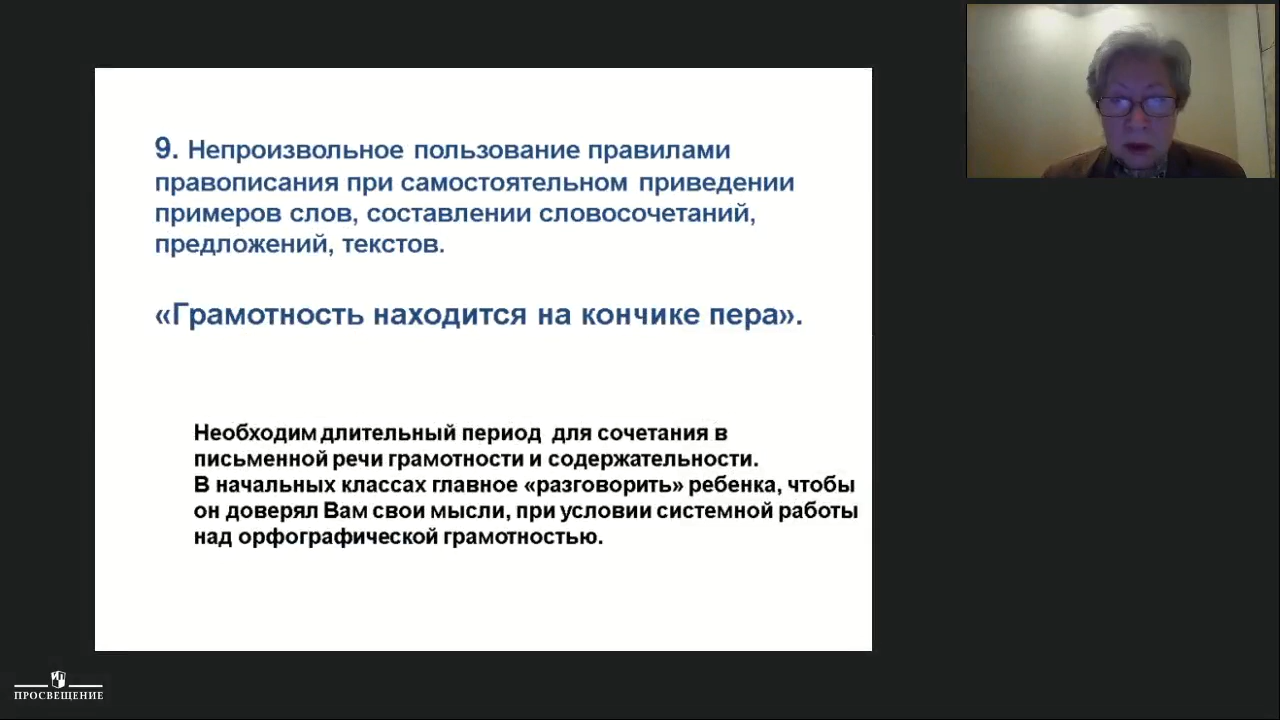 9. Непроизвольное пользование правилами
правописания при самостоятельном приведении
примеров слов, составлении словосочетаний,
предложений, текстов.
«Грамотность находится на кончике пера».
Необходим длительный период для сочетания в
письменной речи грамотности и содержательности.
В начальных классах главное «разговорить» ребенка, чтобы
он доверял Вам свои мысли, при условии системной работы
над орфографической грамотностью.
ПРОСВЕЩЕНИЕ